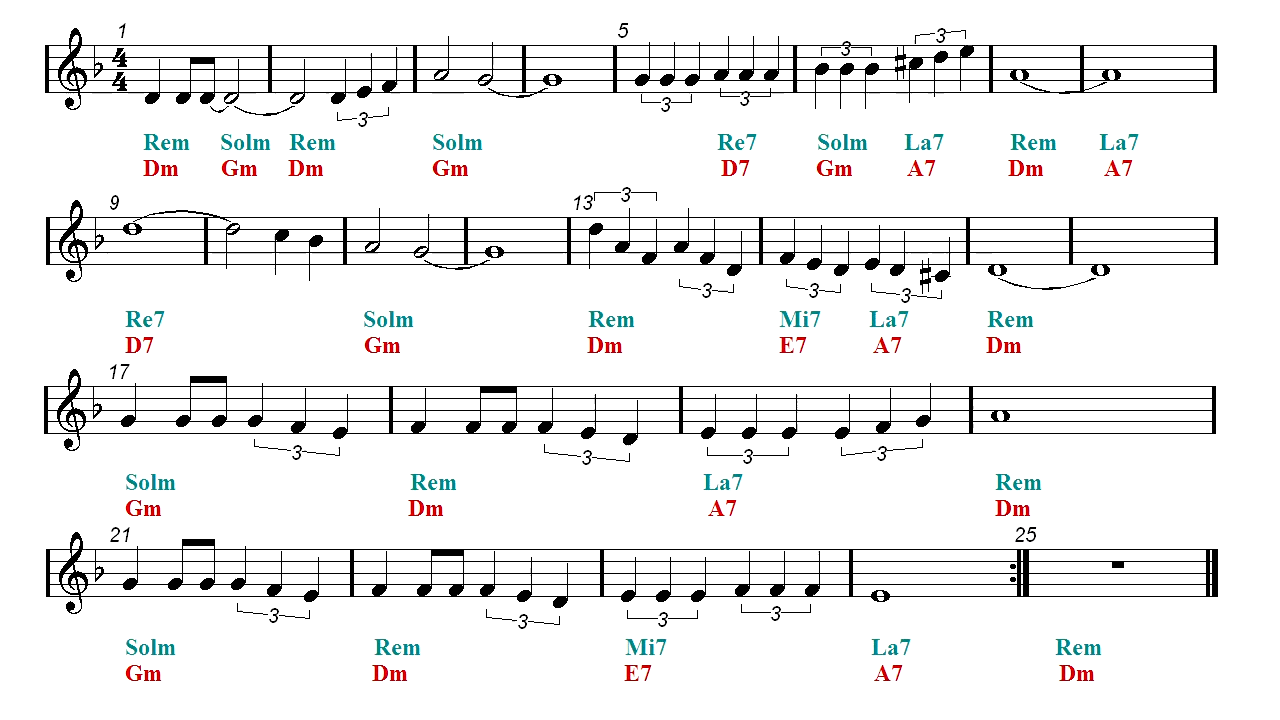 1 5
4
4
3 3 3 3 3
Rem Solm Rem Solm Re7 Solm La7 Rem La7
Dm Gm Dm Gm D7 Gm A7 Dm A7
9 13
3 3 3 3
Re7 Solm Rem Mi7 La7 Rem
D7 Gm Dm E7 A7 Dm
17
3 3 3 3
Solm Rem La7 Rem
Gm Dm A7 Dm
21 25
3 3 3 3
Solm Rem Mi7 La7 Rem
Gm Dm E7 A7 Dm